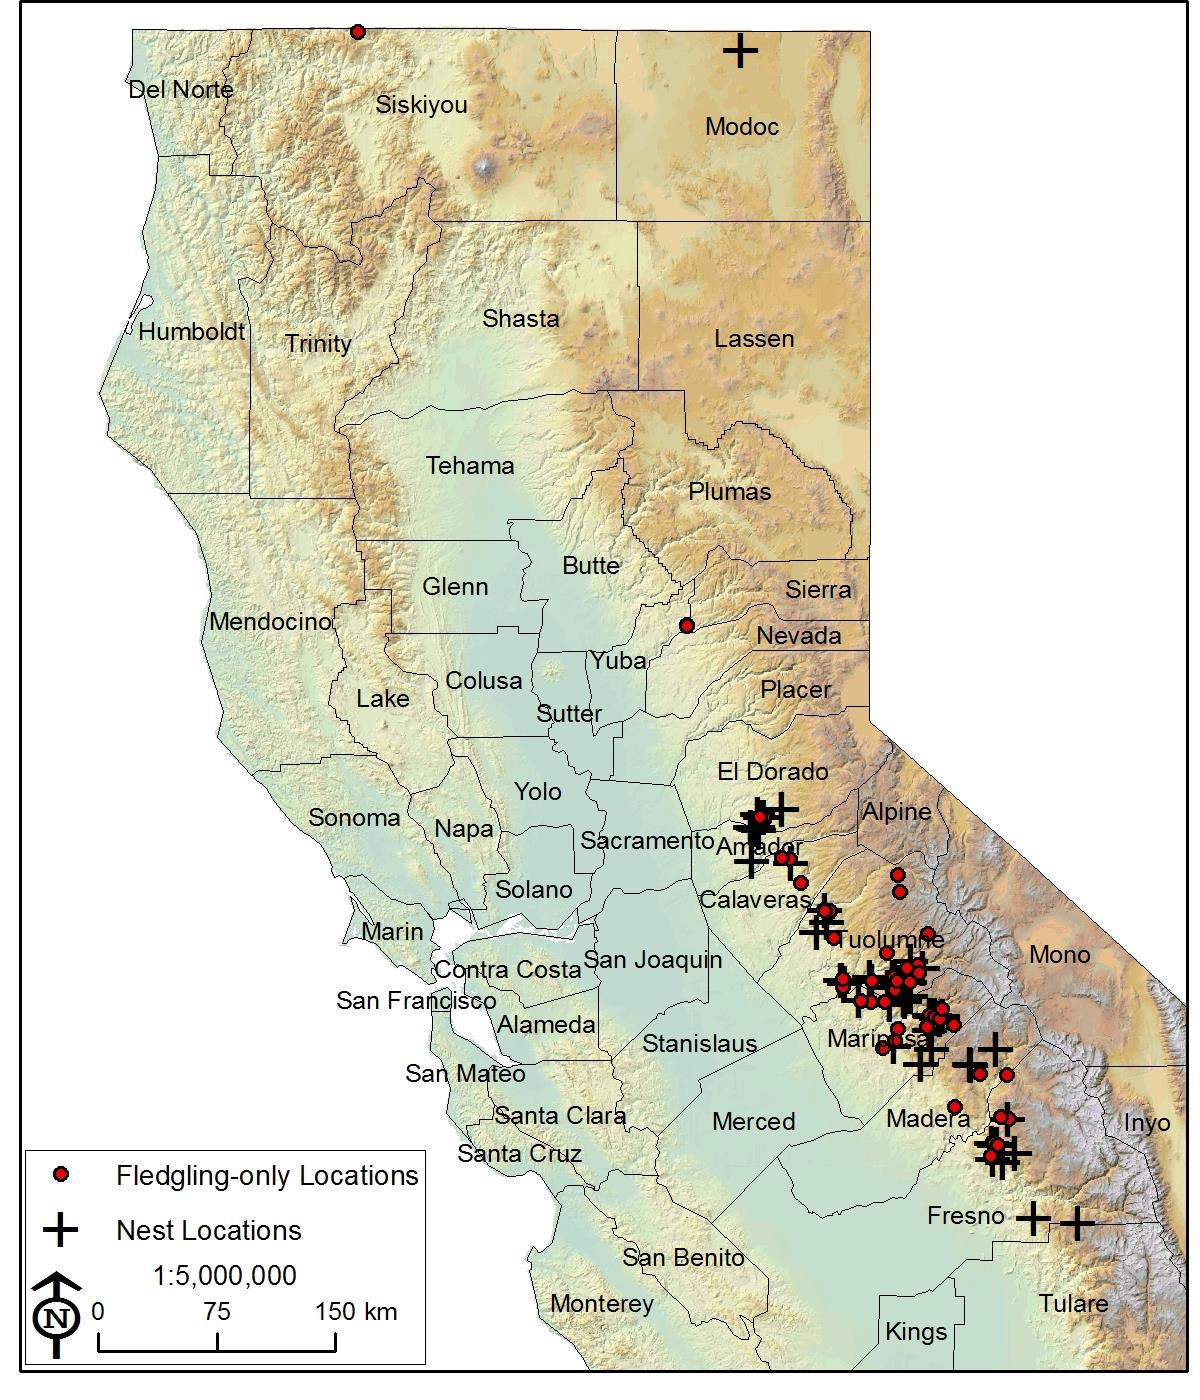 Del Norte
Siskiyou
Modoc
Humboldt
Trinity
Shasta
Lassen
Tehama
Plumas
Butte
Glenn
Sierra
Mendocino
Nevada
Yuba
Colusa
Lake
Placer
Sutter
El Dorado
Yolo
Sonoma
Napa
Alpine
Sacramento
Amador
Solano
Calaveras
Marin
Tuolumne
Mono
Contra Costa
San Joaquin
San Francisco
Alameda
Stanislaus
Mariposa
San Mateo
Santa Clara
Merced
Madera
Inyo
Santa Cruz
Fresno
San Benito
Monterey
Tulare
Kings
Fledgling-only Locations
Nest Locations
1:5,000,000
N
0 75 150 km